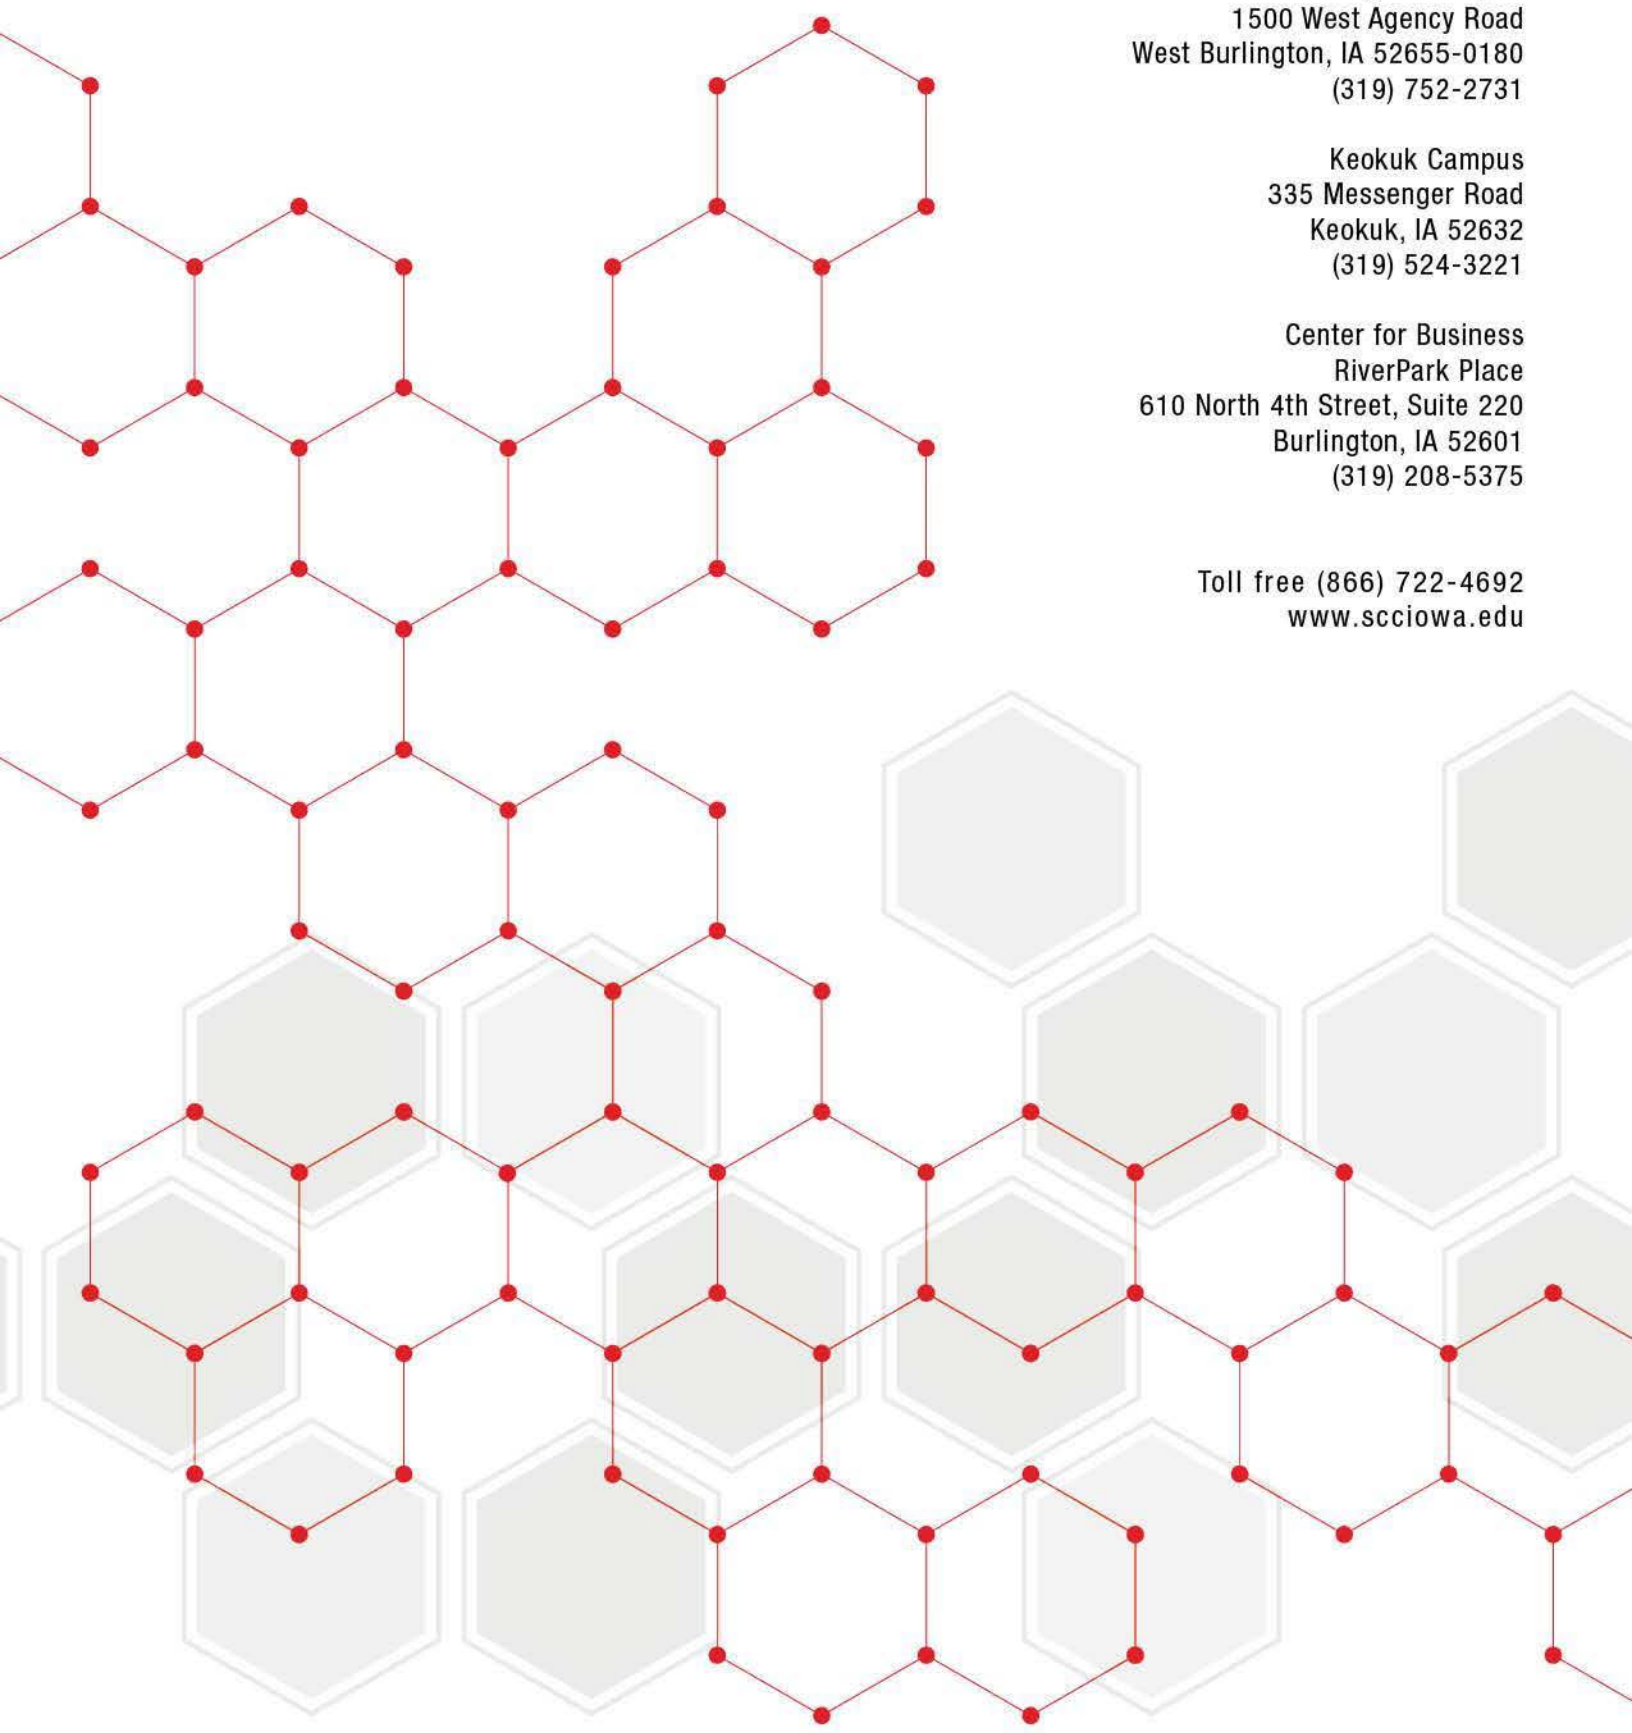 1500 West Agency Road
West Burlington, IA 52655-0180
(319) 752-2731
Keokuk Campus
335 Messenger Road
Keokuk, IA 52632
(319) 524-3221
Center for Business
RiverPark Place
610 North 4th Street, Suite 220
Burlington, IA 52601
(319) 208-5375
Toll free (866) 722-4692
www.scciowa.edu